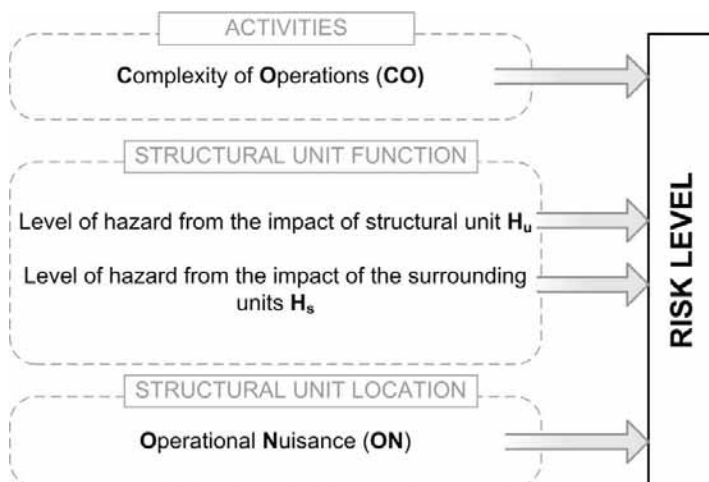 ACTIVITIES
Complexity of Operations (CO)
STRUCTURAL UNIT FUNCTION
Level of hazard from the impact of structural unit Hu
Level of hazard from the impact of the surrounding
units Hs
STRUCTURAL UNIT LOCATION
Operational Nuisance (ON)
RISK LEVEL